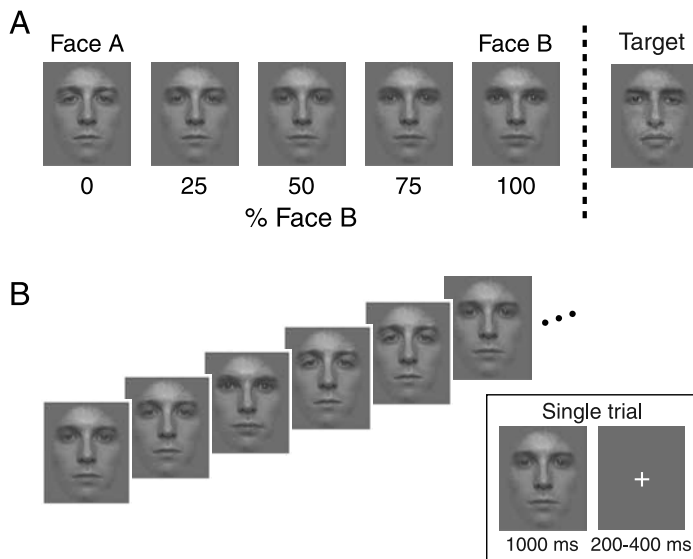 A
Face A
Face B
Target
0
25
50
75
100
% Face B
B
Single trial
1000 ms
200-400 ms